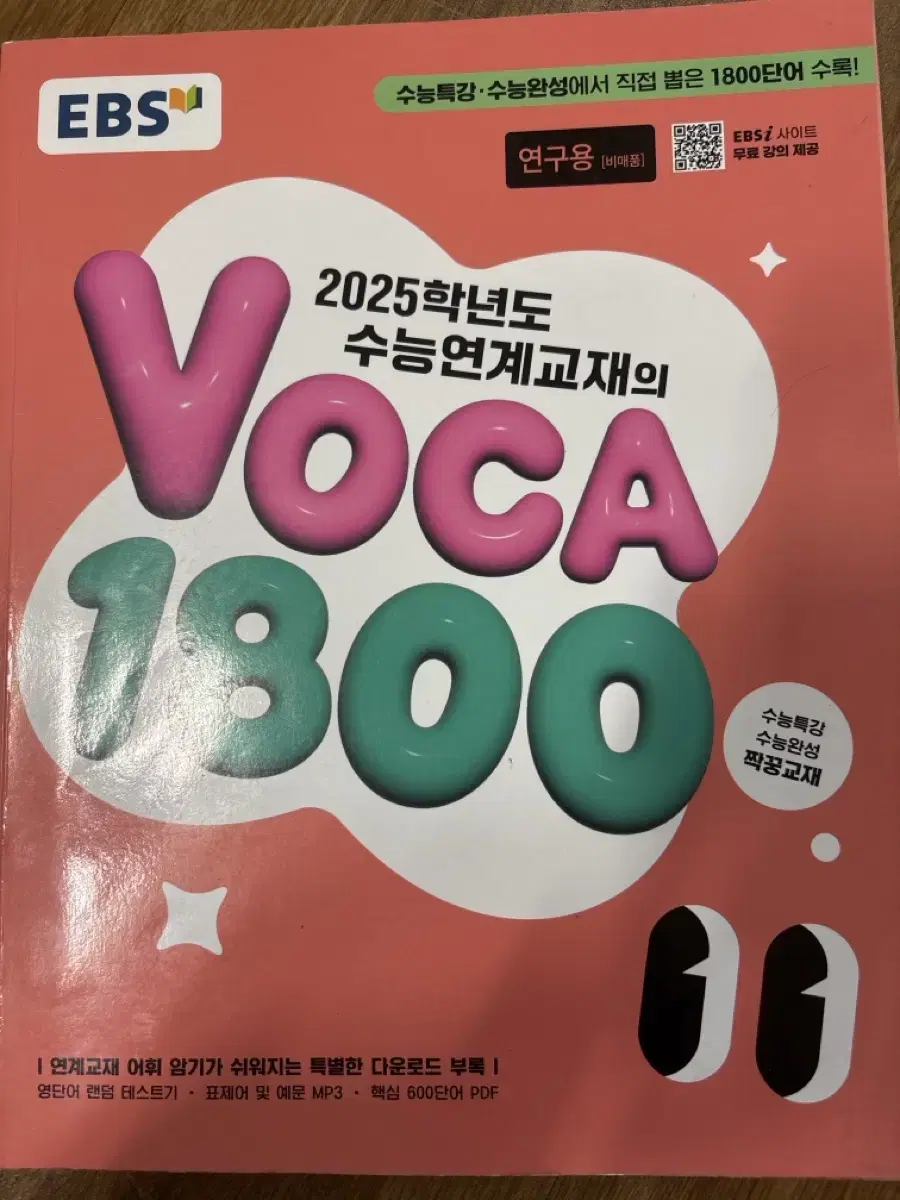 EBS
수능특강·수능완성에서 직접 뽑은 1800단어 수록!
연구용 [비매품]
EBSi 사이트
무료 강의 제공
2025학년도
수능연계교재의
VOCA
1800
수능특강
수능완성
짝꿍교재
| 연계교재 어휘 암기가 쉬워지는 특별한 다운로드 부록 |
영단어 랜덤 테스트기 · 표제어 및 예문 MP3 · 핵심 600단어 PDF